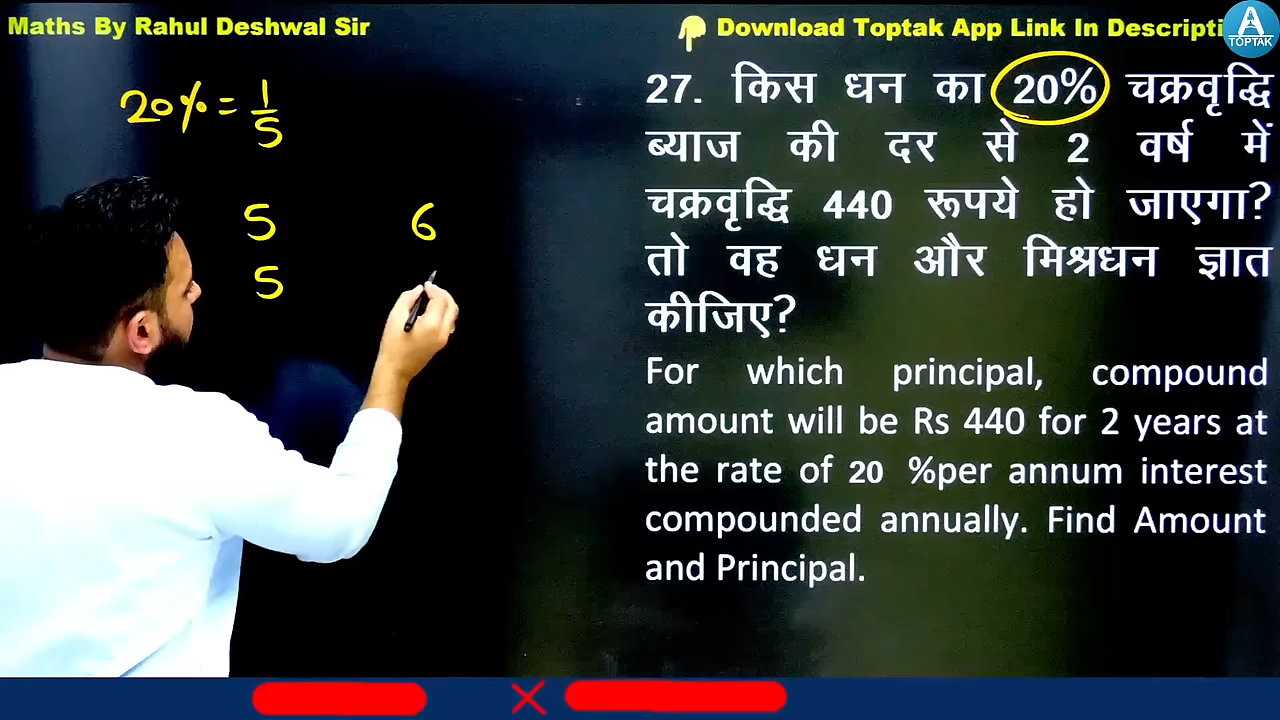 Maths By Rahul Deshwal Sir
Download Toptak App Link In Descripti
A
TOPTAK
20% = 1/5
5 6
5
27. किस धन का 20% चक्रवृद्धि
ब्याज की दर से 2 वर्ष में
चक्रवृद्धि 440 रूपये हो जाएगा?
तो वह धन और मिश्रधन ज्ञात
कीजिए?
For which principal, compound
amount will be Rs 440 for 2 years at
the rate of 20 %per annum interest
compounded annually. Find Amount
and Principal.